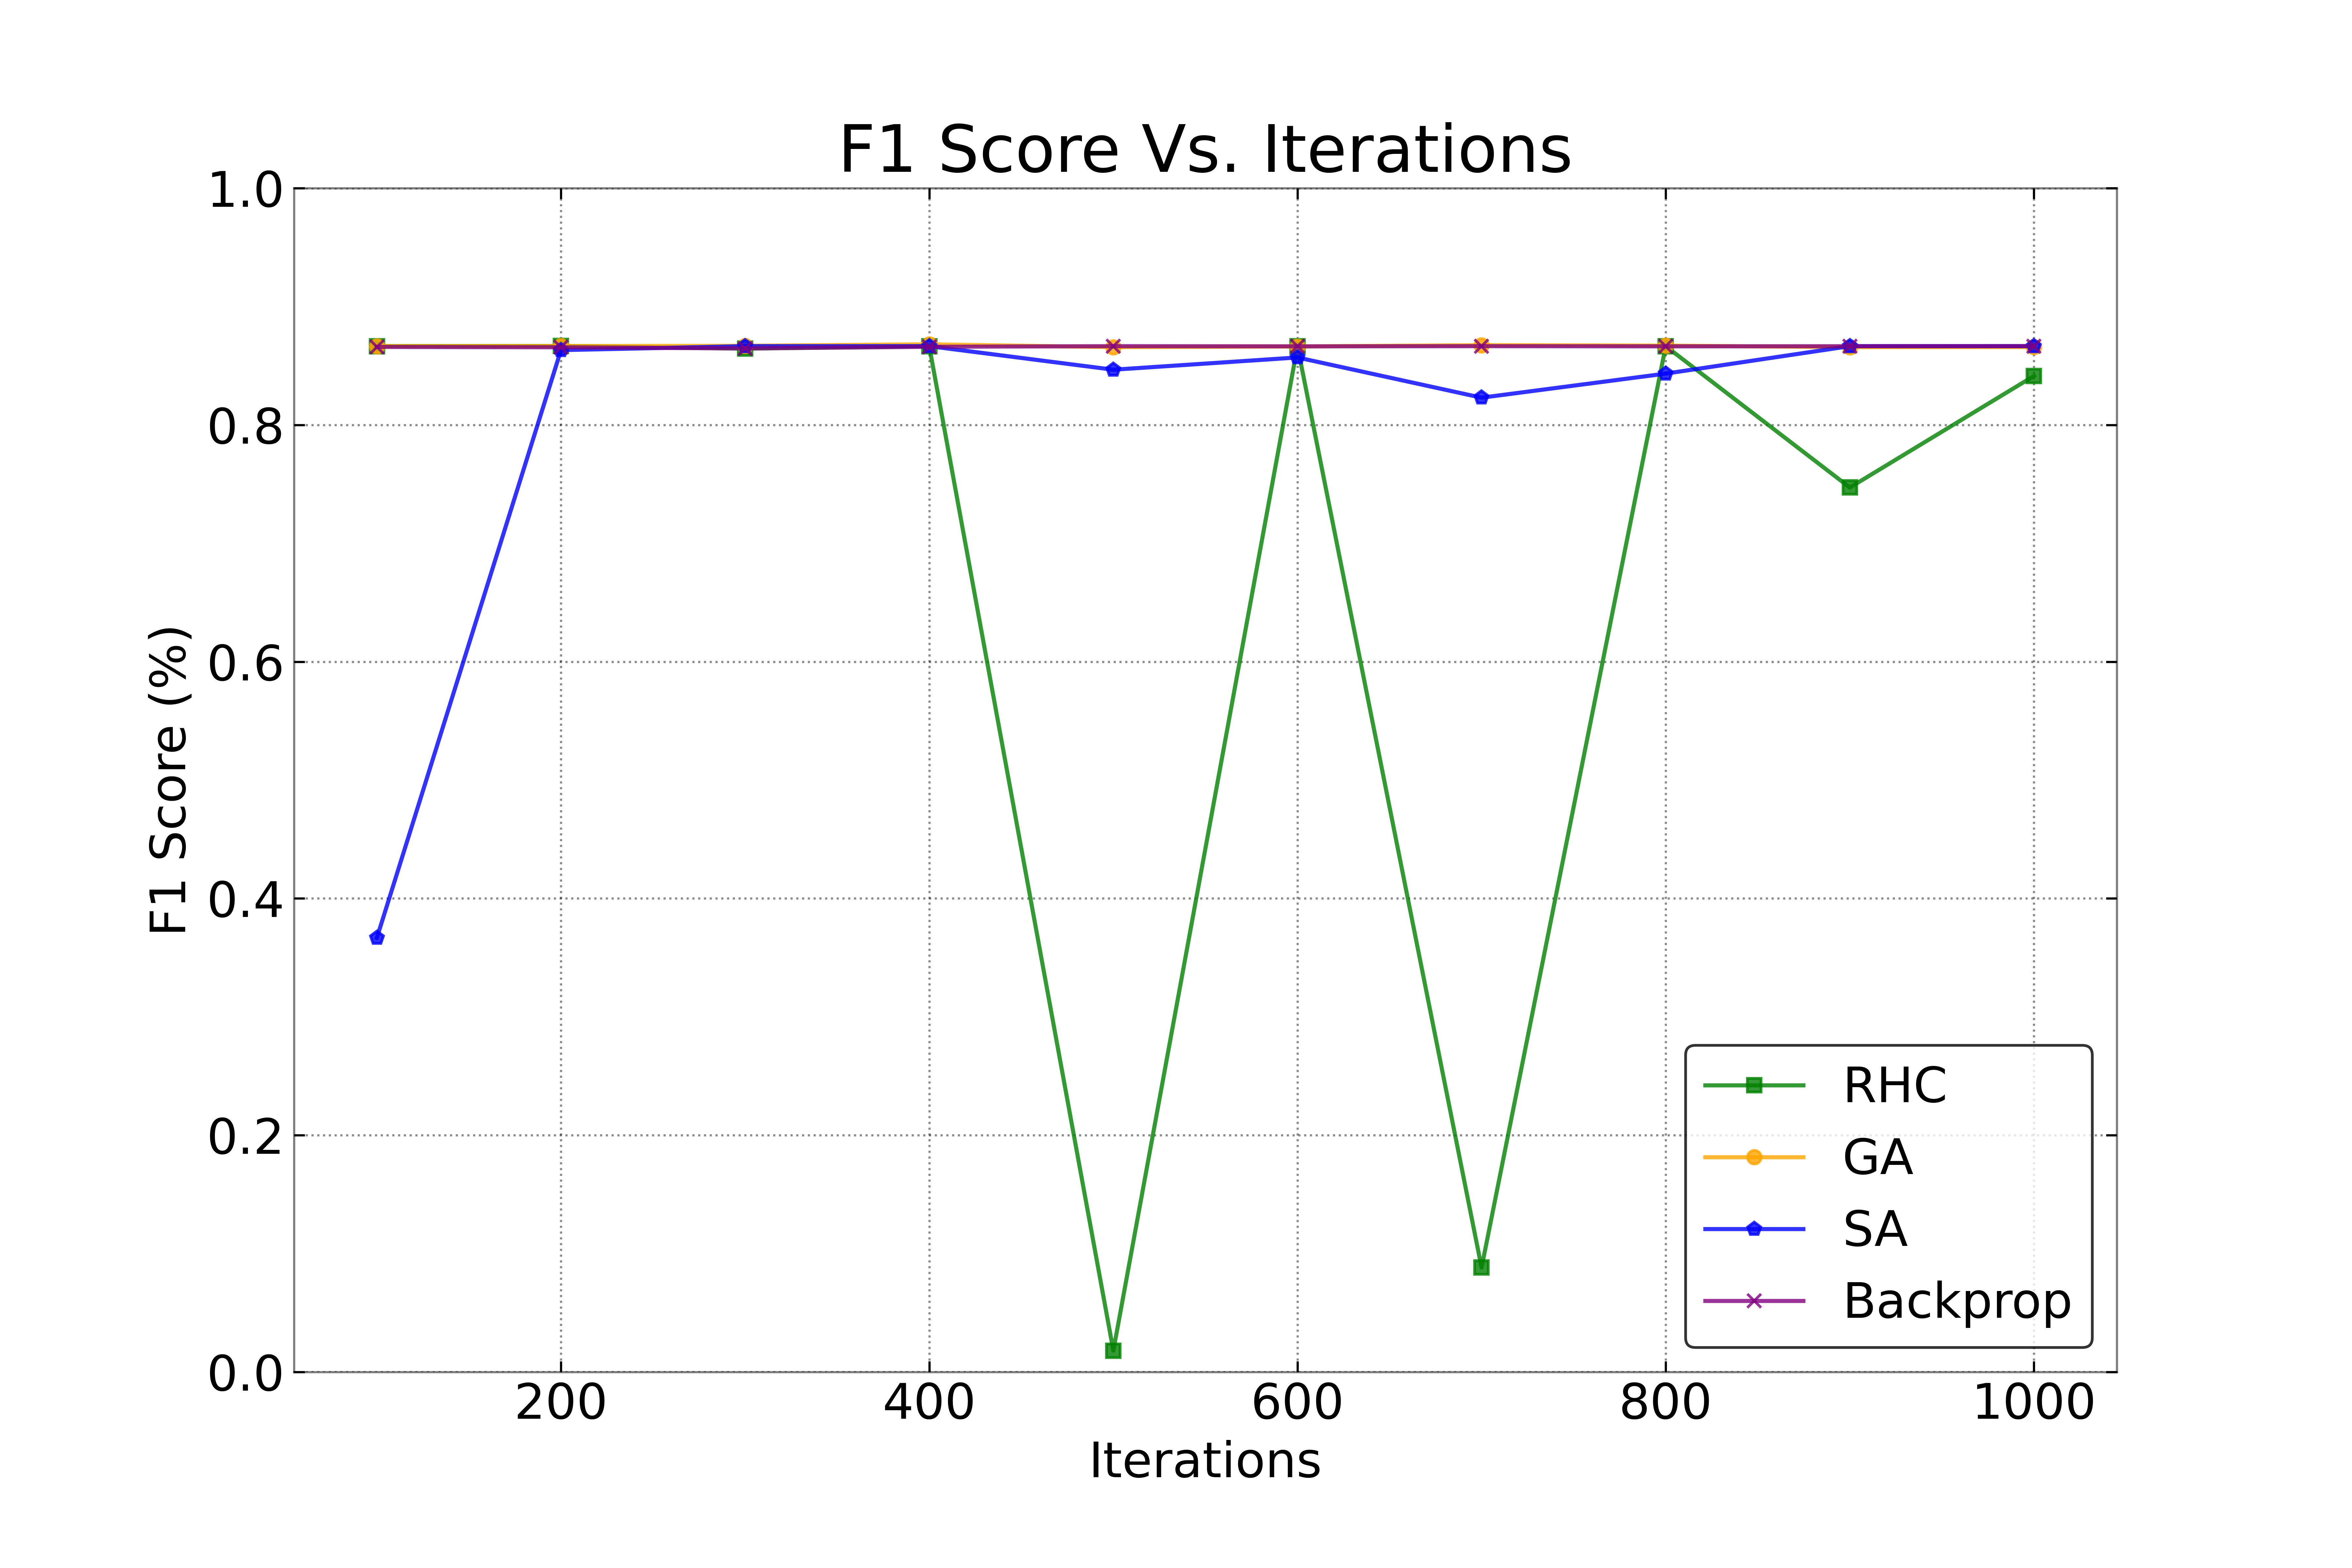 F1 Score Vs. Iterations
F1 Score (%)
1.0
0.8
0.6
0.4
0.2
0.0
200 400 600 800 1000
Iterations
RHC
GA
SA
Backprop